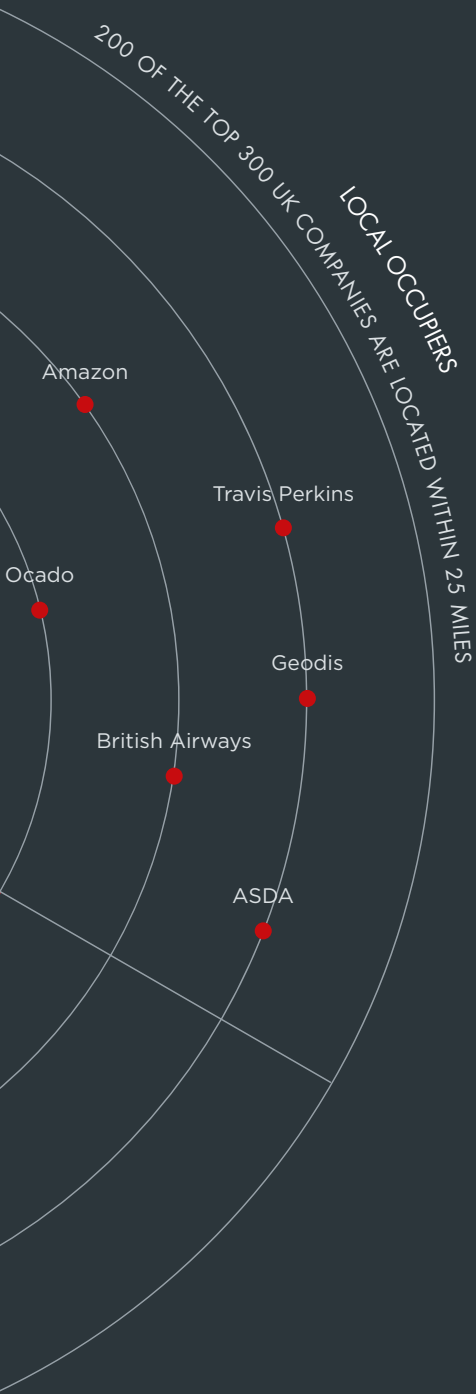 200 OF THE TOP 300 UK COMPANIES ARE LOCATED WITHIN 25 MILES
LOCAL OCCUPIERS
Amazon
Travis Perkins
Ocado
Geodis
British Airways
ASDA